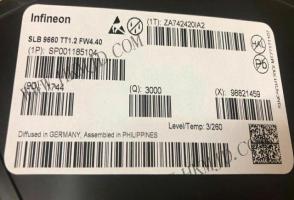 Infineon
(1T): ZA742420IA2
SLB 9660 TT1.2 FW4.40
(1P): SP001185104
1744
(Q): 3000
(X): 98821459
Level/Temp: 3/260
Diffused in GERMANY, Assembled in PHILIPPINES